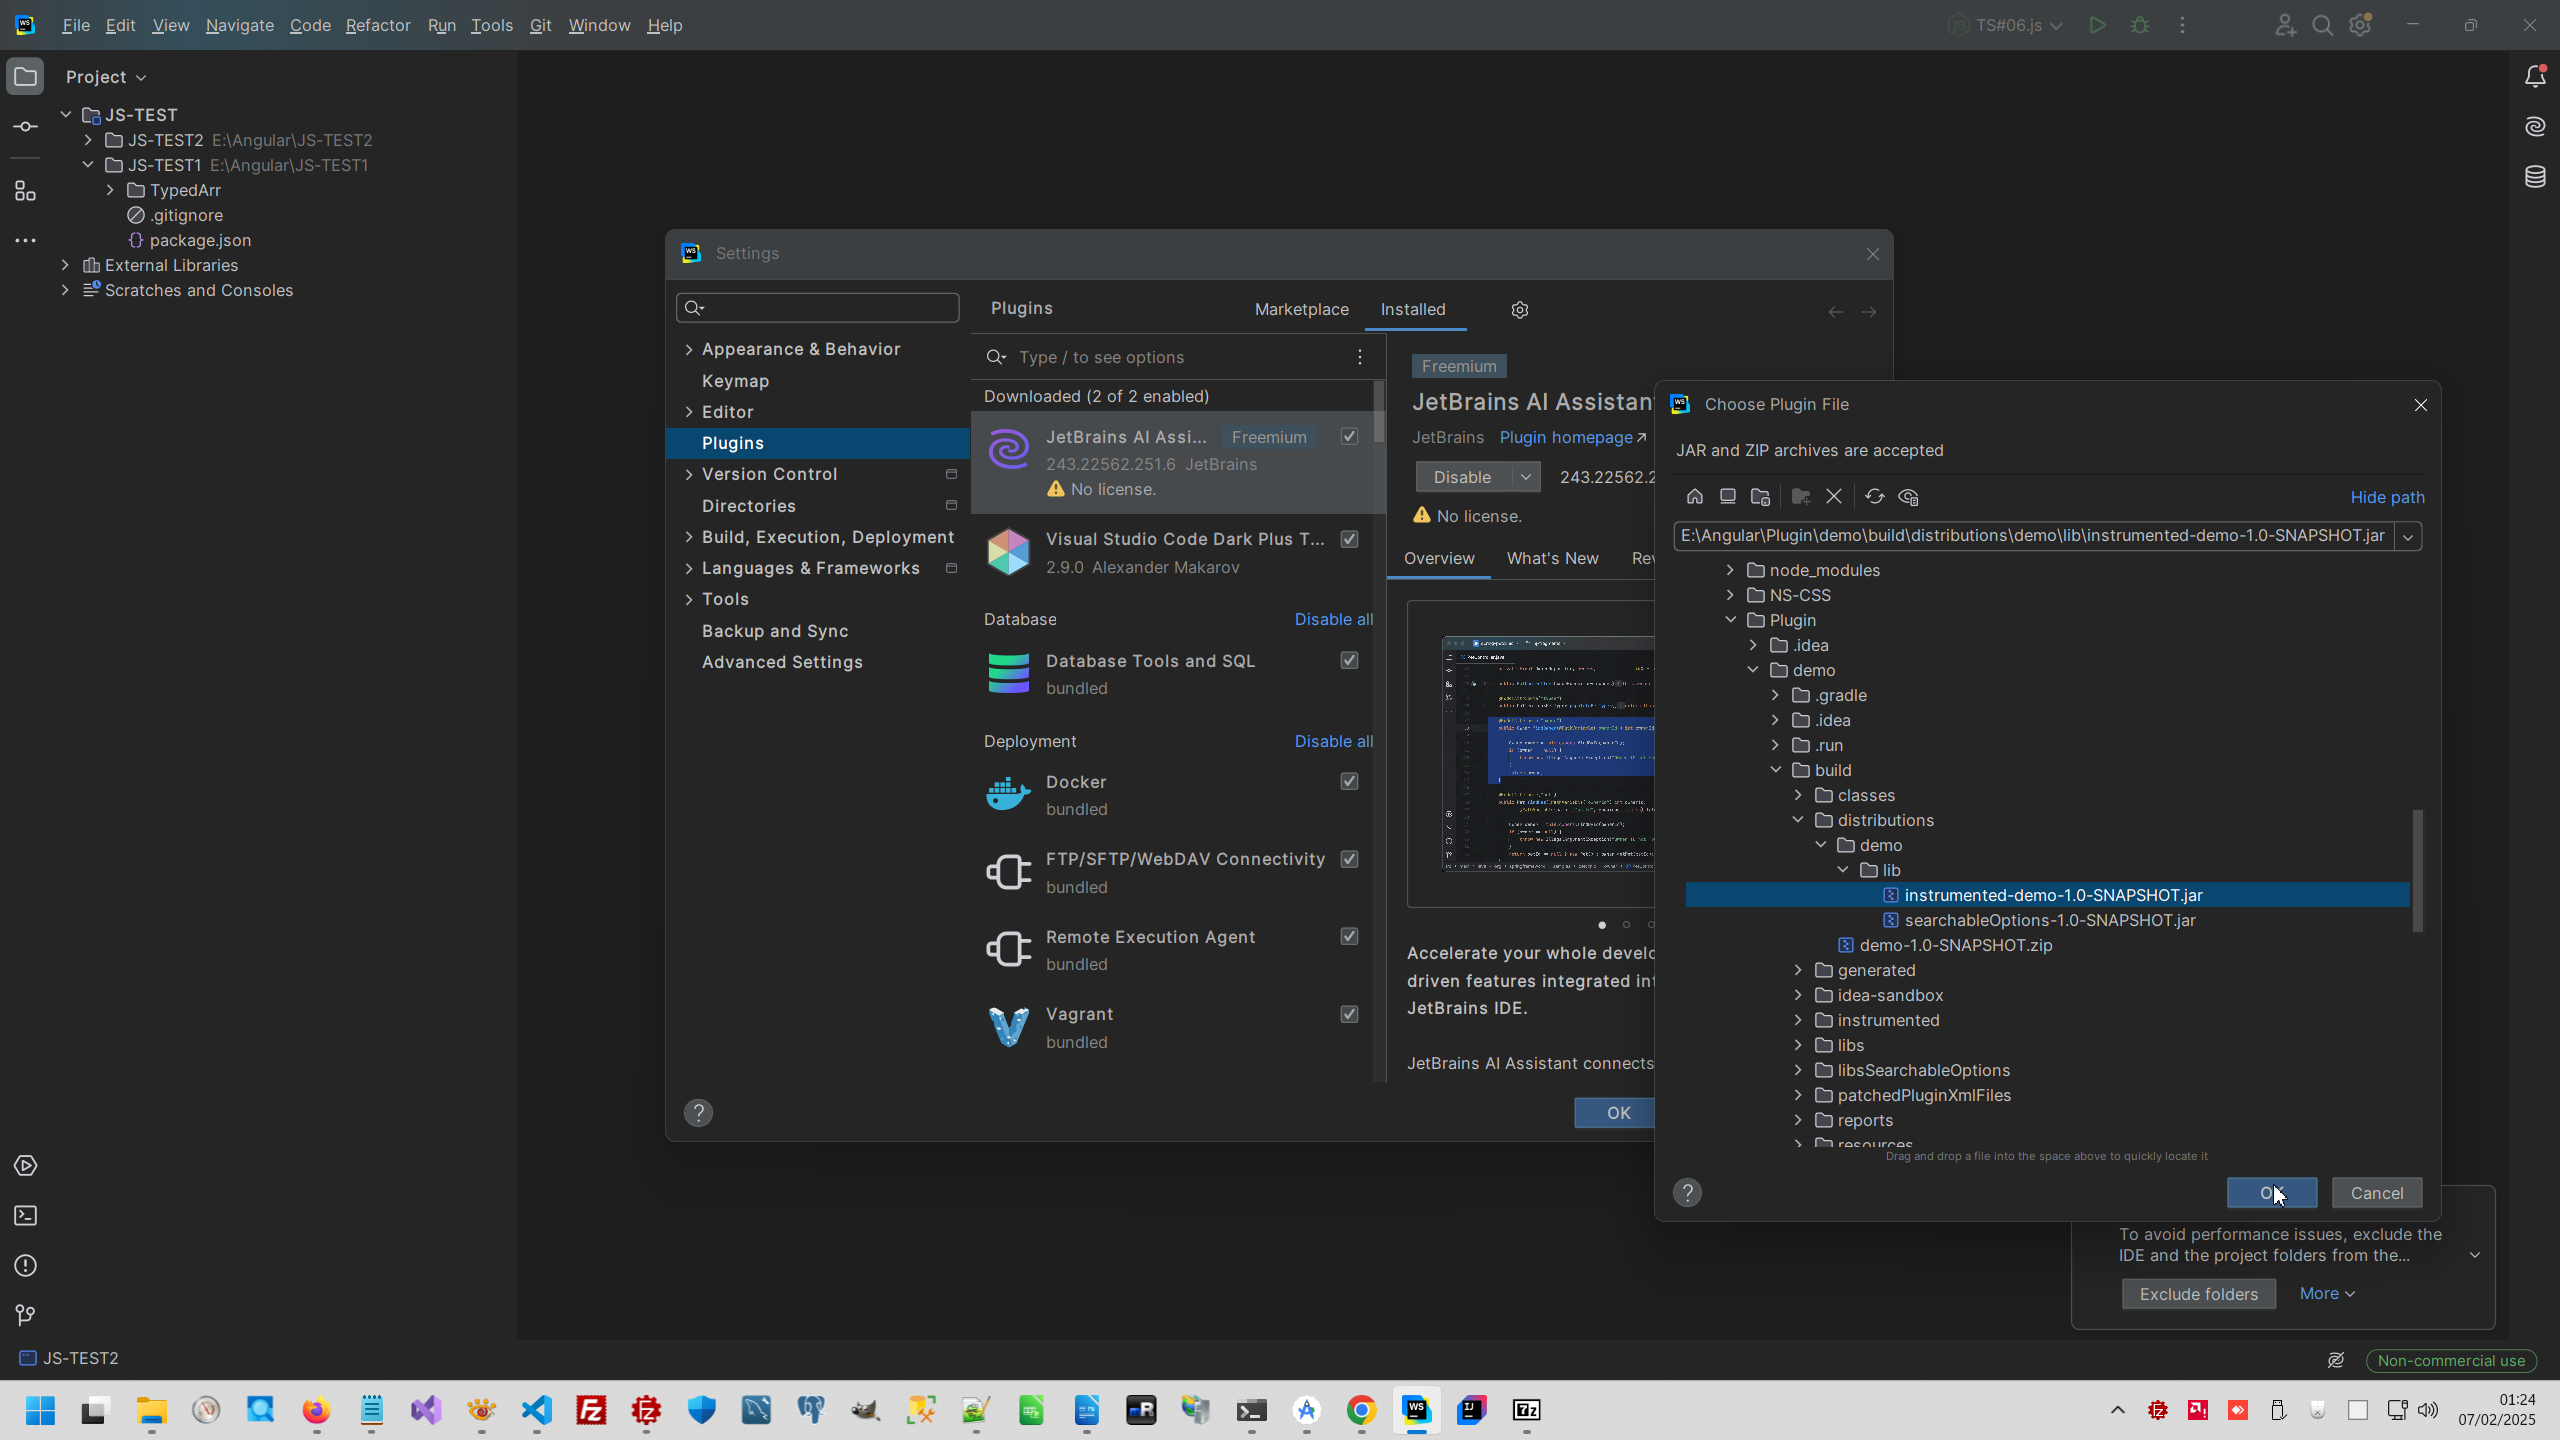 File Edit View Navigate Code Refactor Run Tools Git Window Help
TS#06.js
Project
JS-TEST
JS-TEST2 E:\Angular\JS-TEST2
JS-TEST1 E:\Angular\JS-TEST1
TypedArr
.gitignore
package.json
External Libraries
Scratches and Consoles
Settings
Appearance & Behavior
Keymap
Editor
Plugins
Version Control
Directories
Build, Execution, Deployment
Languages & Frameworks
Tools
Backup and Sync
Advanced Settings
Plugins
Marketplace
Installed
Type / to see options
Downloaded (2 of 2 enabled)
JetBrains AI Assi... Freemium
243.22562.251.6 JetBrains
No license.
Visual Studio Code Dark Plus T...
2.9.0 Alexander Makarov
Database Disable all
Database Tools and SQL
bundled
Deployment Disable all
Docker
bundled
FTP/SFTP/WebDAV Connectivity
bundled
Remote Execution Agent
bundled
Vagrant
bundled
Freemium
JetBrains AI Assistan
JetBrains Plugin homepage
Disable 243.22562.2
No license.
Overview What's New Rev
Accelerate your whole develo
driven features integrated int
JetBrains IDE.
JetBrains AI Assistant connects
OK
Choose Plugin File
JAR and ZIP archives are accepted
Hide path
E:\Angular\Plugin\demo\build\distributions\demo\lib\instrumented-demo-1.0-SNAPSHOT.jar
node_modules
NS-CSS
Plugin
.idea
demo
.gradle
.idea
.run
build
classes
distributions
demo
lib
instrumented-demo-1.0-SNAPSHOT.jar
searchableOptions-1.0-SNAPSHOT.jar
demo-1.0-SNAPSHOT.zip
generated
idea-sandbox
instrumented
libs
libsSearchableOptions
patchedPluginXmlFiles
reports
resources
Drag and drop a file into the space above to quickly locate it
OK Cancel
To avoid performance issues, exclude the
IDE and the project folders from the...
Exclude folders More
JS-TEST2
Non-commercial use
01:24
07/02/2025